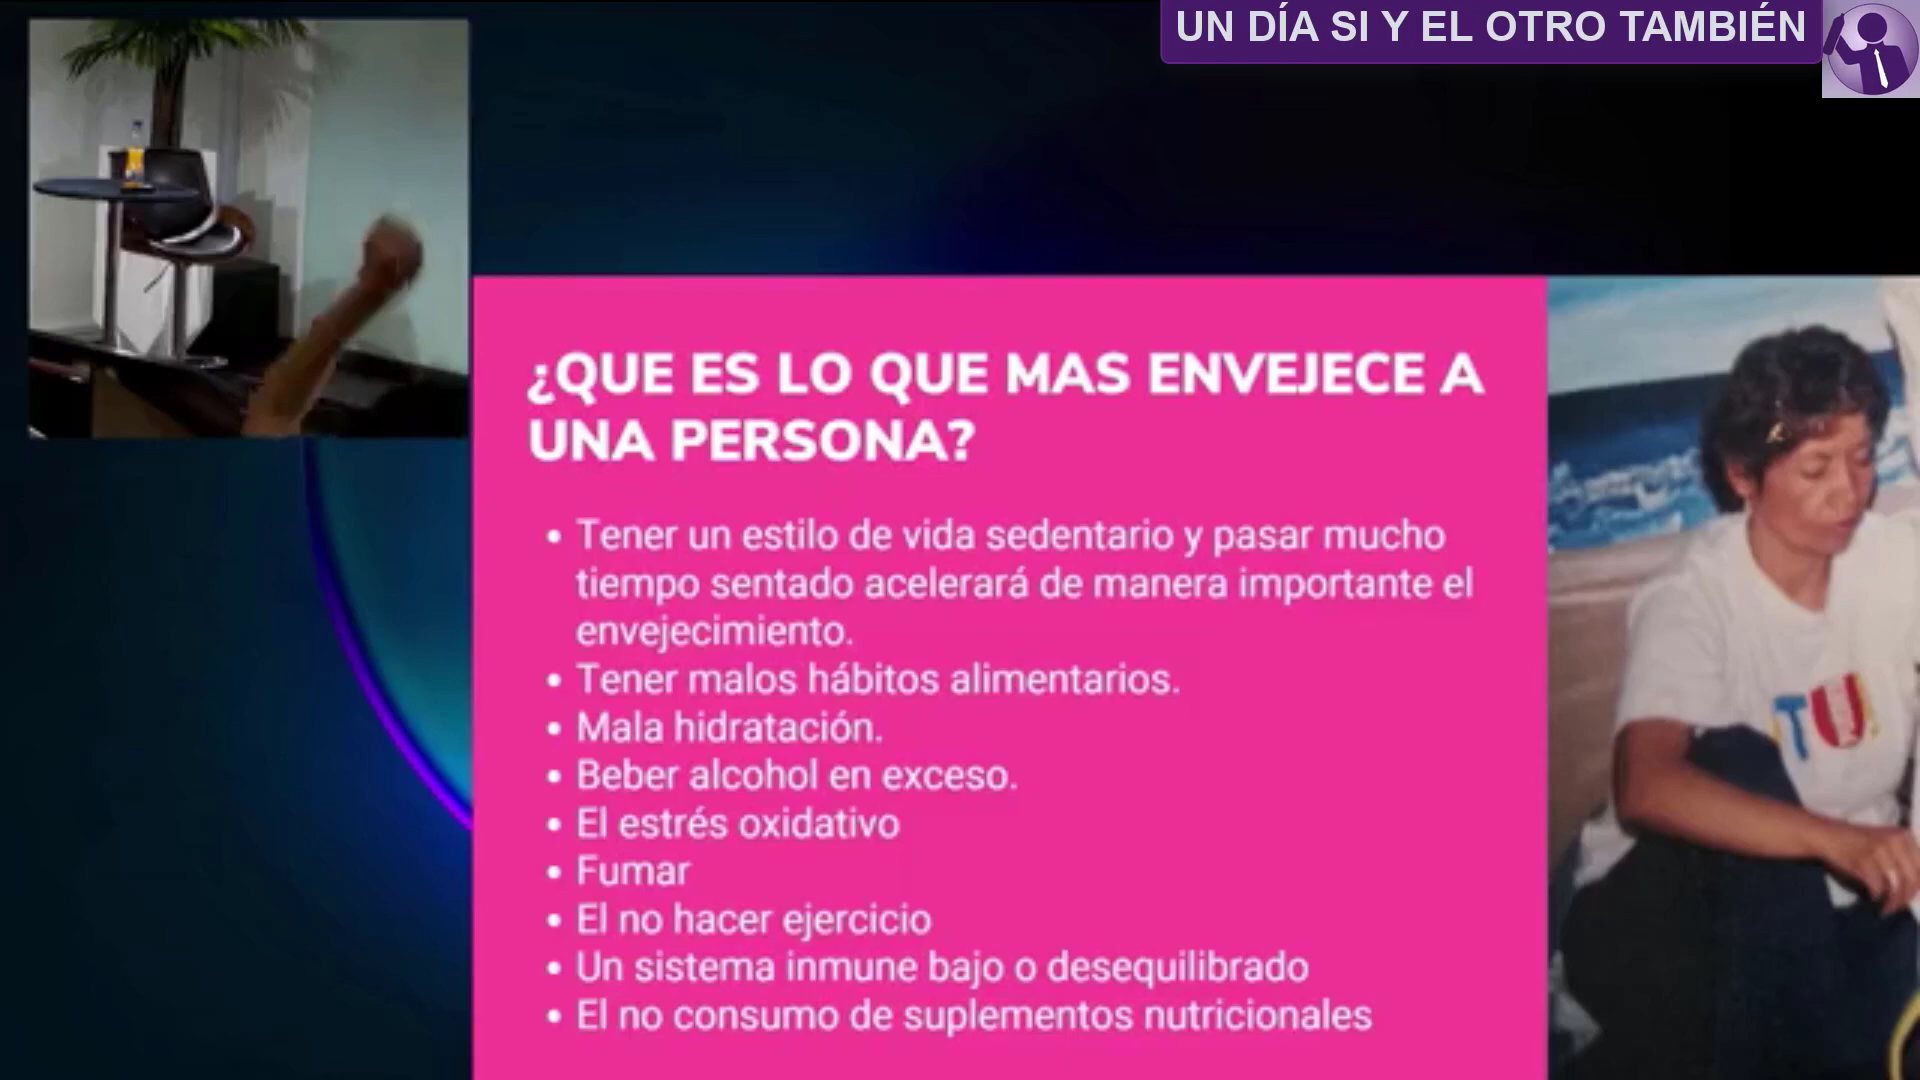 UN DÍA SI Y EL OTRO TAMBIÉN
¿QUE ES LO QUE MAS ENVEJECE A
UNA PERSONA?
• Tener un estilo de vida sedentario y pasar mucho
tiempo sentado acelerará de manera importante el
envejecimiento.
• Tener malos hábitos alimentarios.
• Mala hidratación.
• Beber alcohol en exceso.
• El estrés oxidativo
• Fumar
• El no hacer ejercicio
• Un sistema inmune bajo o desequilibrado
• El no consumo de suplementos nutricionales
TU